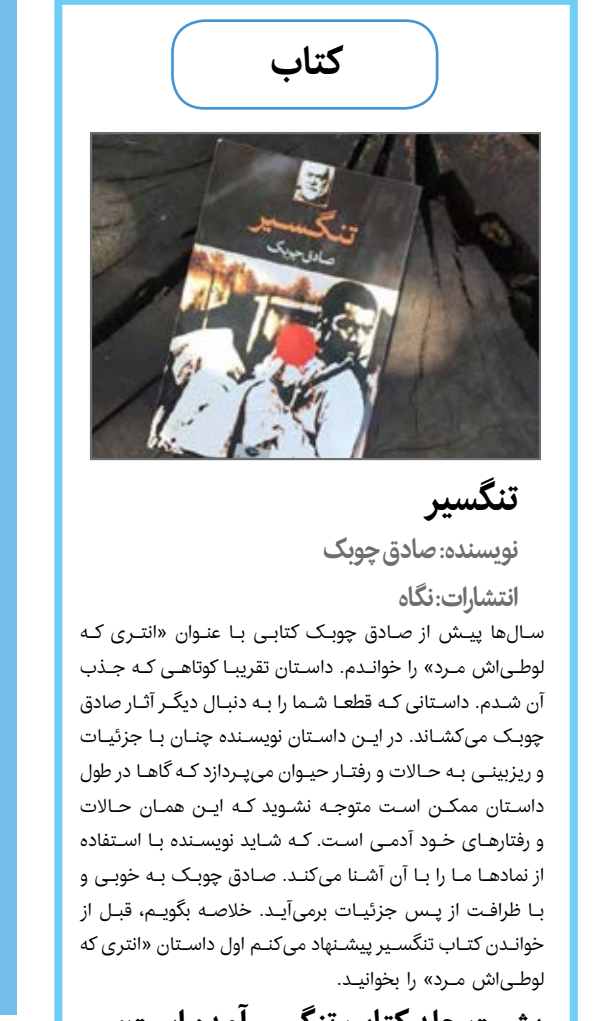 کتاب
تنگسیر
صادق چوبک
تنگسیر
نویسنده: صادق چوبک
انتشارات: نگاه
سال‌ها پیش از صادق چوبک کتابی با عنوان «انتری که
لوطی‌اش مرد» را خواندم. داستان تقریبا کوتاهی که جذب
آن شدم. داستانی که قطعا شما را به دنبال دیگر آثار صادق
چوبک می‌کشاند. در این داستان نویسنده چنان با جزئیات
و ریزبینی به حالات و رفتار حیوان می‌پردازد که گاها در طول
داستان ممکن است متوجه نشوید که این همان حالات
و رفتارهای خود آدمی است. که شاید نویسنده با استفاده
از نمادها ما را با آن آشنا می‌کند. صادق چوبک به خوبی و
با ظرافت از پس جزئیات برمی‌آید. خلاصه بگویم، قبل از
خواندن کتاب تنگسیر پیشنهاد می‌کنم اول داستان «انتری که
لوطی‌اش مرد» را بخوانید.